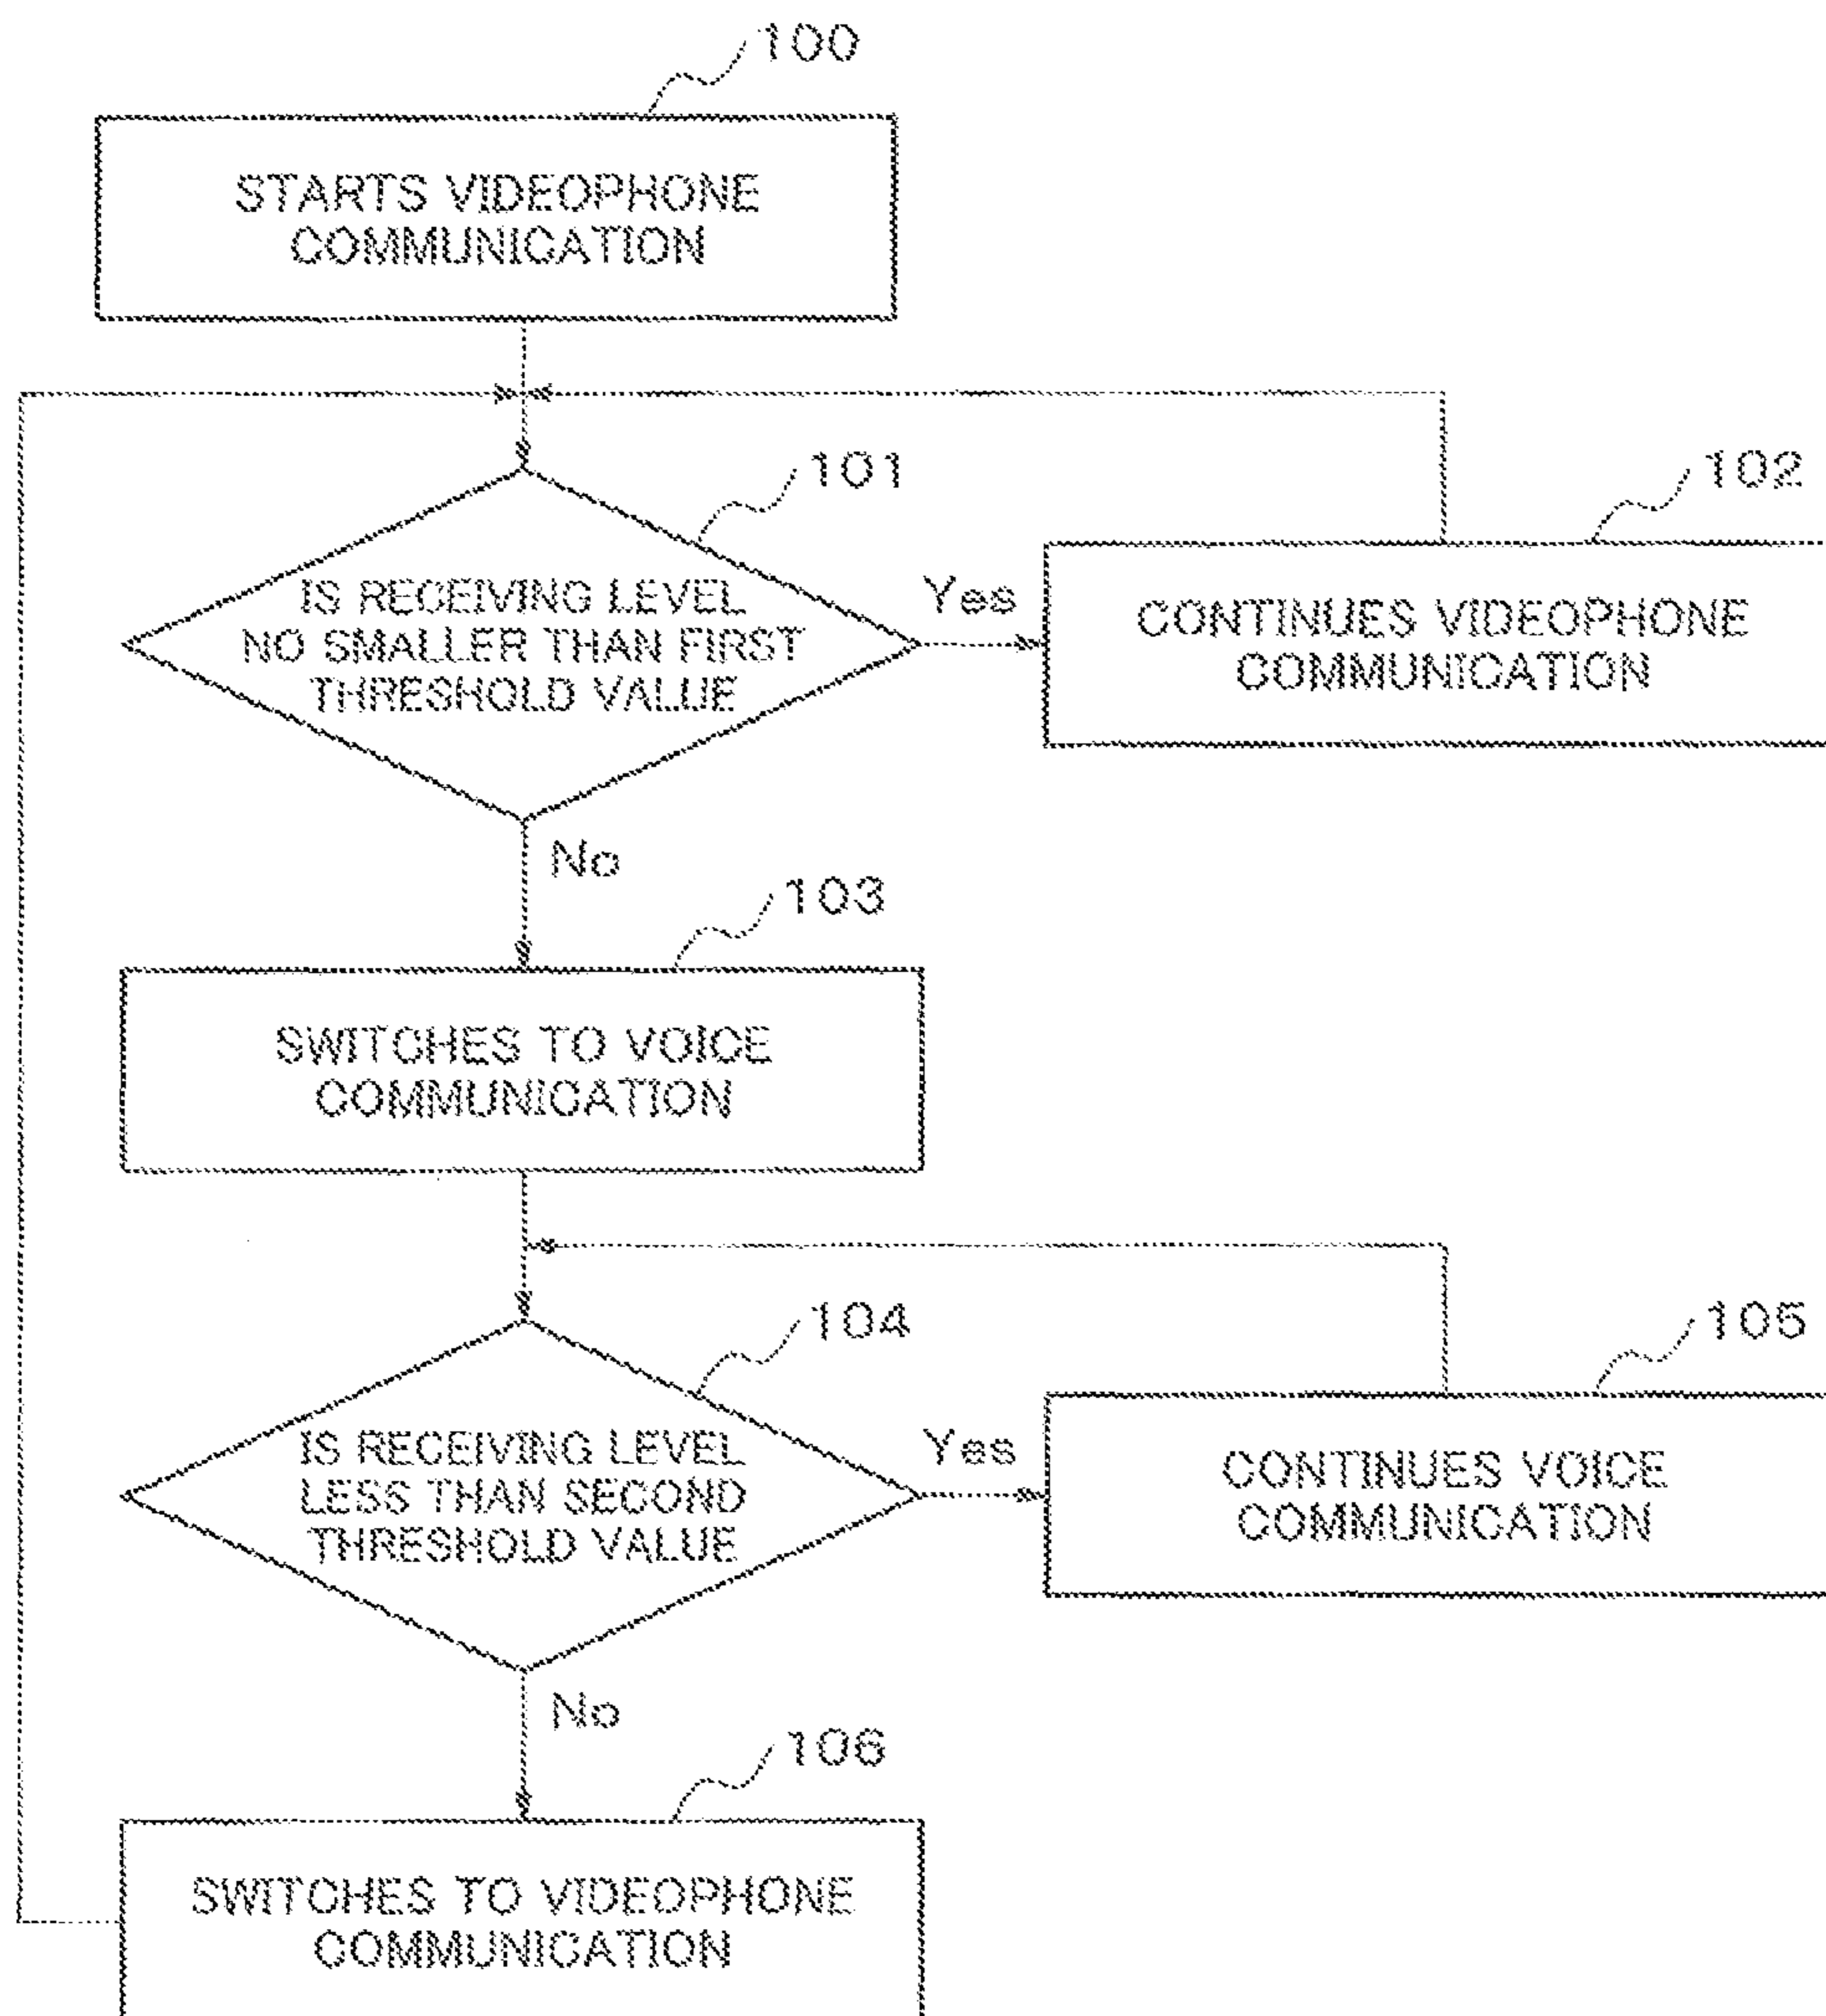 100
STARTS VIDEOPHONE
COMMUNICATION
101
IS RECEIVING LEVEL
NO SMALLER THAN FIRST
THRESHOLD VALUE
Yes
102
CONTINUES VIDEOPHONE
COMMUNICATION
No
103
SWITCHES TO VOICE
COMMUNICATION
104
IS RECEIVING LEVEL
LESS THAN SECOND
THRESHOLD VALUE
Yes
105
CONTINUES VOICE
COMMUNICATION
No
106
SWITCHES TO VIDEOPHONE
COMMUNICATION